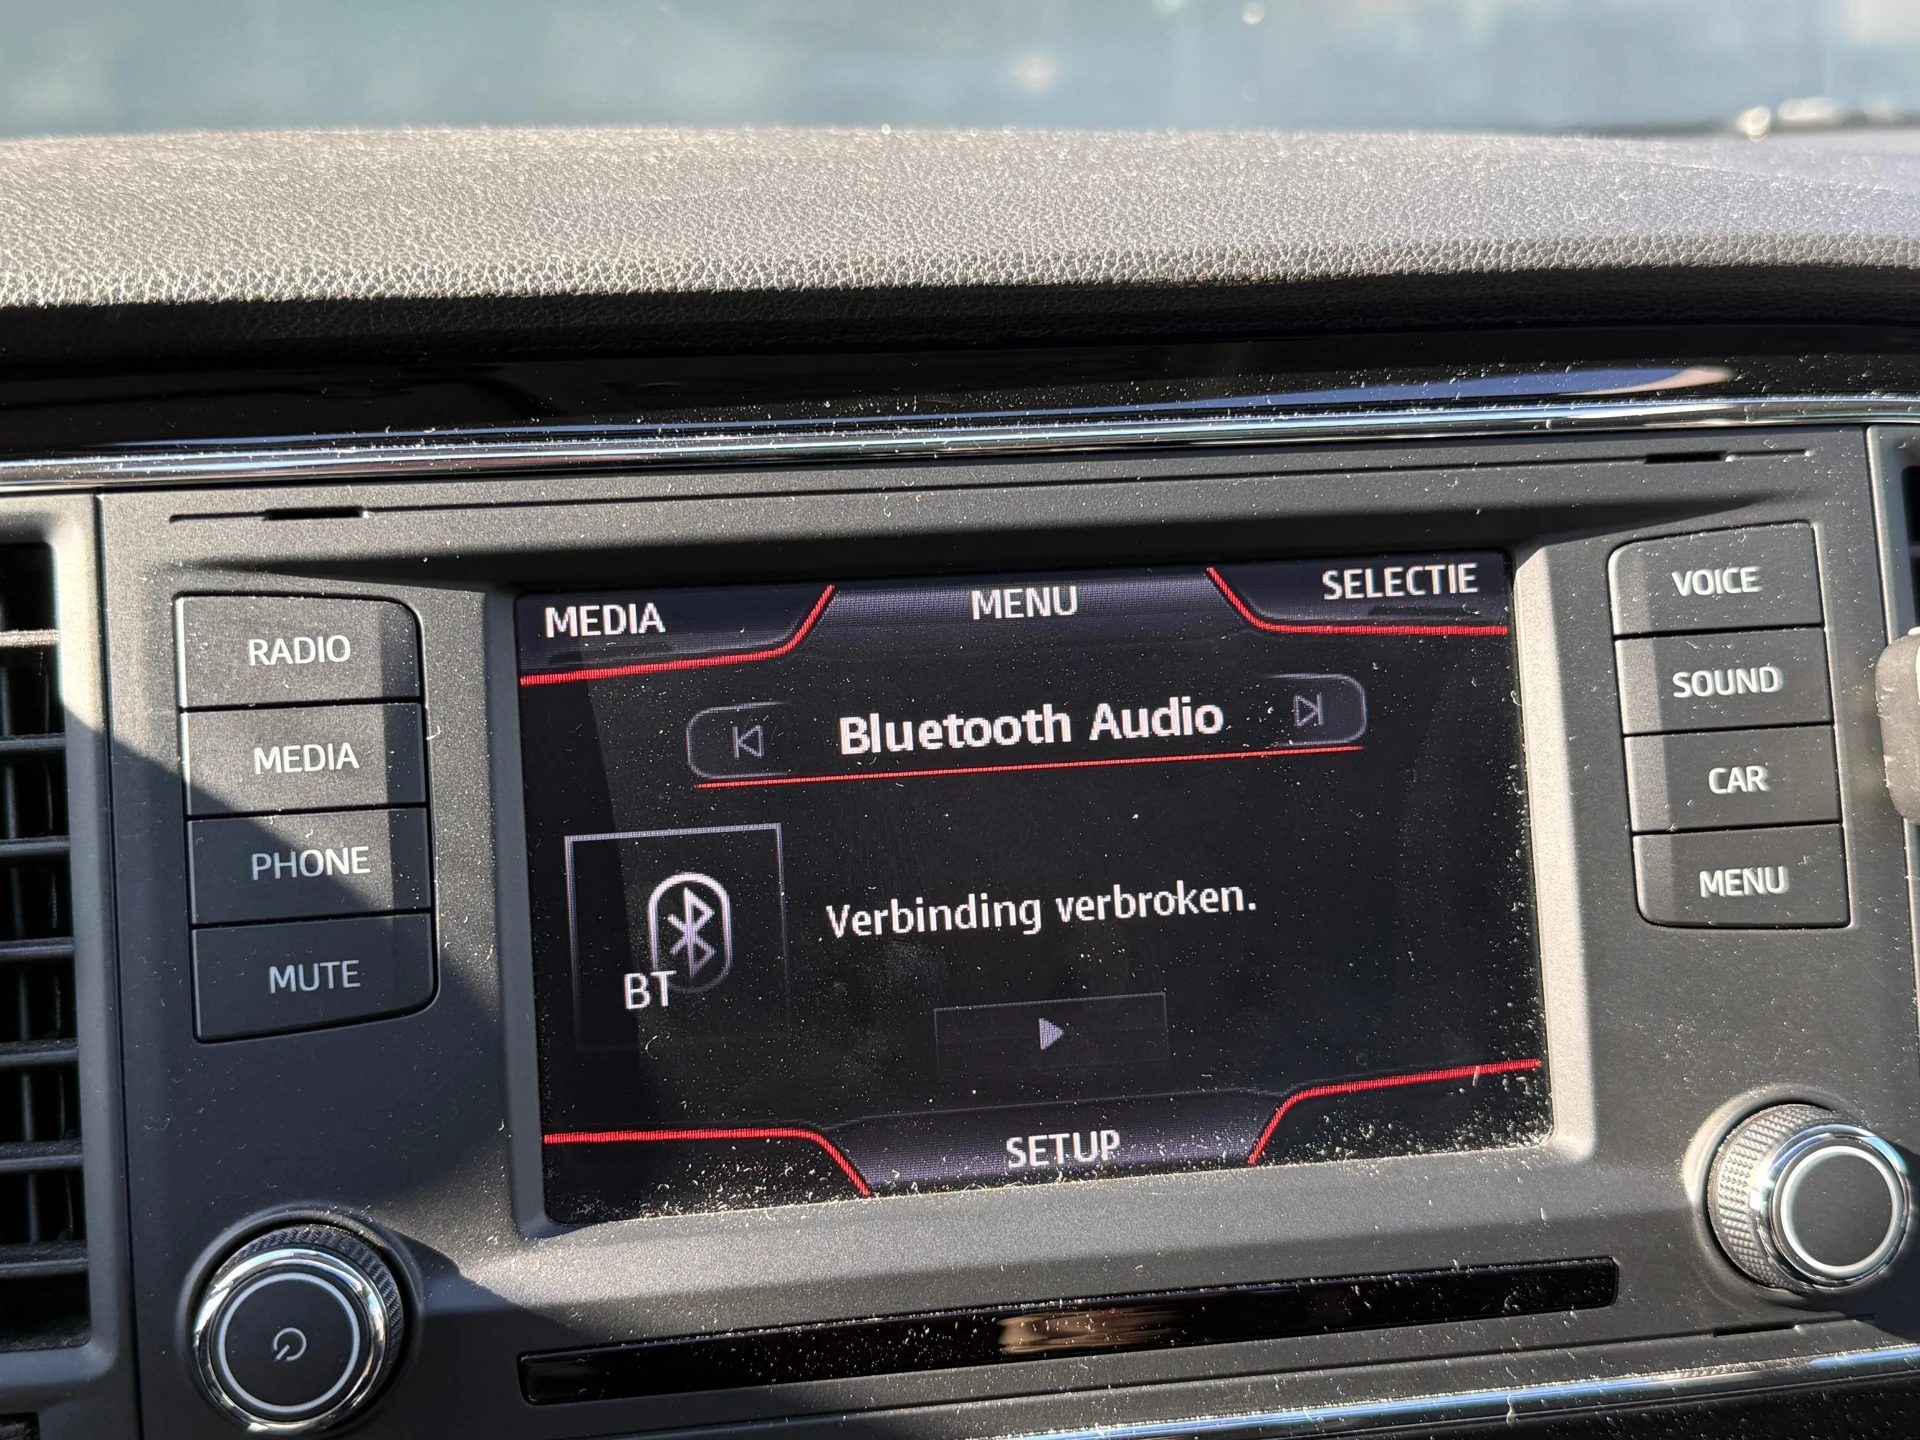 RADIO
MEDIA
PHONE
MUTE
MEDIA
MENU
SELECTIE
Bluetooth Audio
BT
Verbinding verbroken.
SETUP
VOICE
SOUND
CAR
MENU